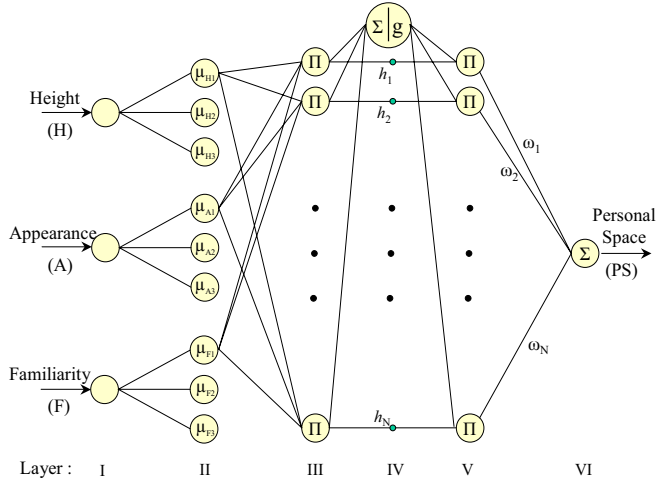 Σ|g
Π
h₁
Π
Height
μH1
(H)
μH2
μH3
Π
h₂
Π
ω₁
ω₂
Appearance
μA1
(A)
μA2
μA3
Personal
Space
Σ
(PS)
Familiarity
μF1
(F)
μF2
μF3
ωN
Π
hN
Π
Layer : I II III IV V VI